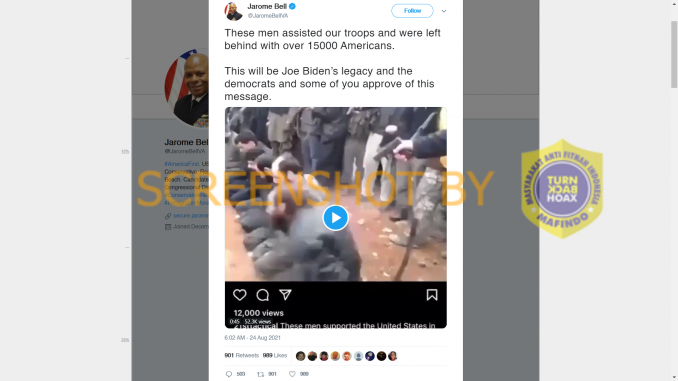 Jarome Bell
@JaromeBellVA
Follow
These men assisted our troops and were left
behind with over 15000 Americans.
This will be Joe Biden's legacy and the
democrats and some of you approve of this
message.
Jarome Bell
@JaromeBellVA
#AmericaFirst
secure
Joined
SCREENSHOT BY
MASYARAKAT ANTI FITNAH INDONESIA
TURN
BACK
HOAX
MAFINDO
12,000 views
0:45 52.3K views
These men supported the United States in
6:02 AM - 24 Aug 2021
901 Retweets 989 Likes
503 901 989